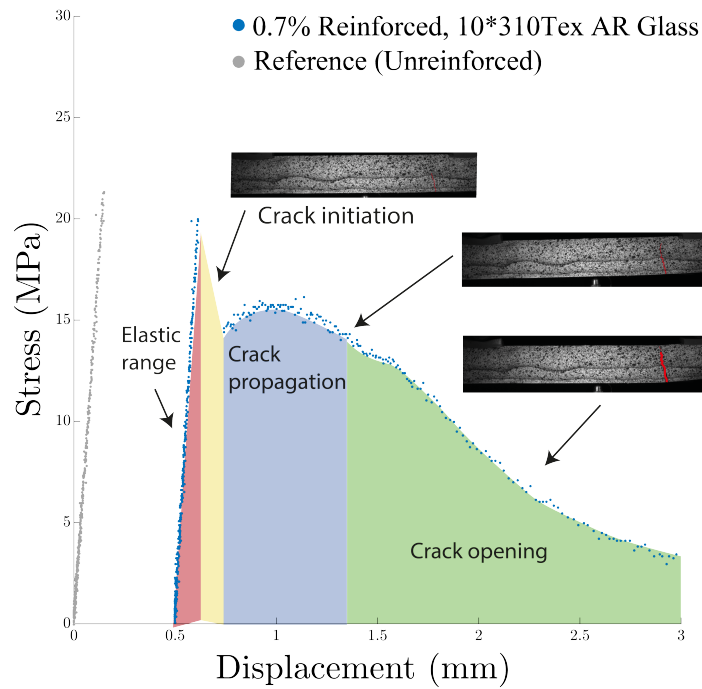 0.7% Reinforced, 10*310Tex AR Glass
Reference (Unreinforced)
30
25
20
15
10
5
0
Stress (MPa)
Crack initiation
Elastic
range
Crack
propagation
Crack opening
0
0.5
1
1.5
2
2.5
3
Displacement (mm)